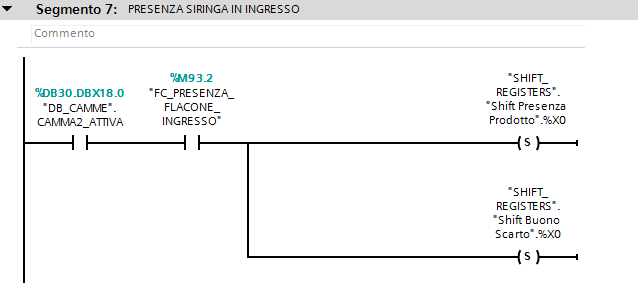 Segmento 7: PRESENZA SIRINGA IN INGRESSO
Commento
%DB30.DBX18.0
"DB_CAMME".
CAMMA2_ATTIVA
%M93.2
"FC_PRESENZA_
FLACONE_
INGRESSO"
"SHIFT_
REGISTERS".
"Shift Presenza
Prodotto".%X0
S
"SHIFT_
REGISTERS".
"Shift Buono
Scarto".%X0
S